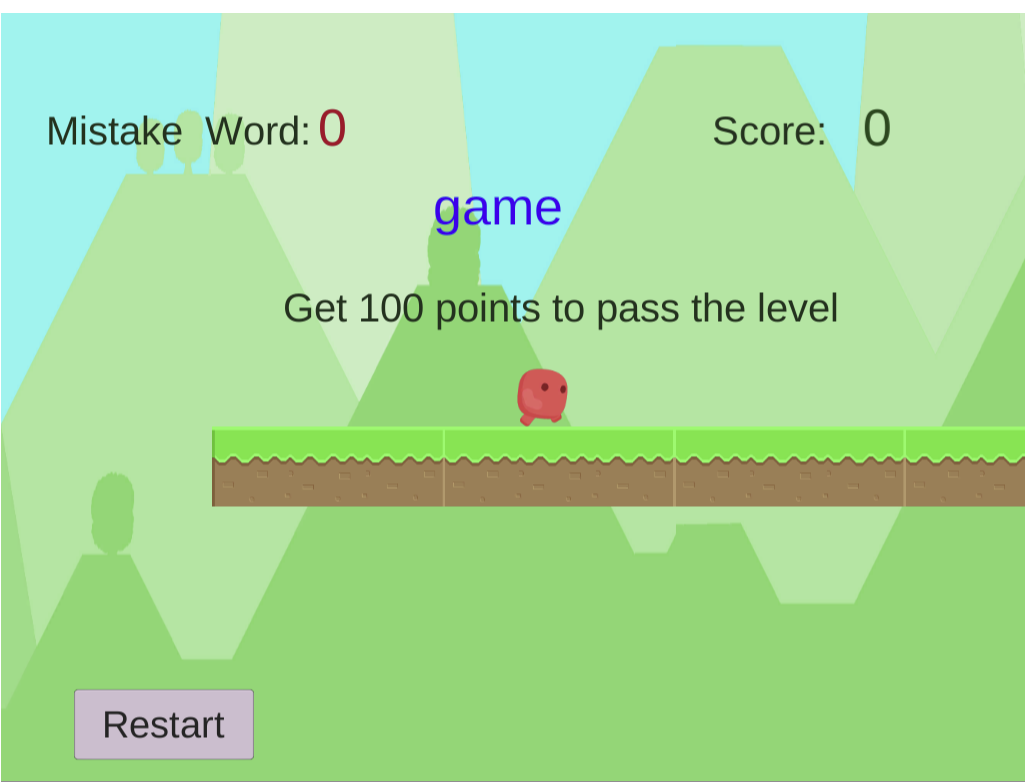 Mistake  Word: 0
Score: 0
game
Get 100 points to pass the level
Restart